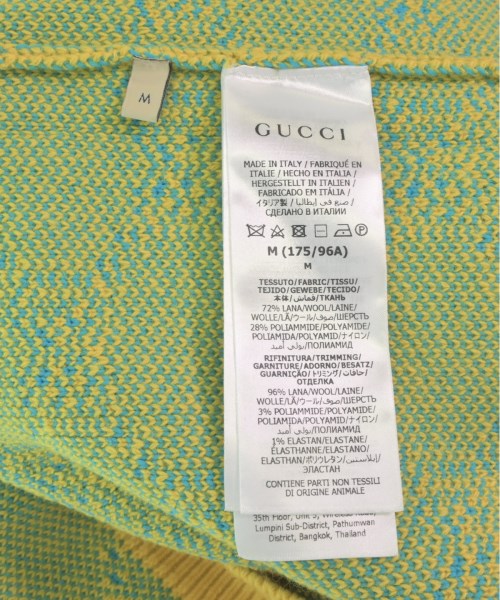 M
GUCCI
MADE IN ITALY / FABRIQUÉ EN
ITALIE / HECHO EN ITALIA /
HERGESTELLT IN ITALIEN /
FABRICADO EM ITÁLIA /
イタリア製 / صنع في إيطاليا /
СДЕЛАНО В ИТАЛИИ
M (175/96A)
M
TESSUTO/FABRIC/TISSU/
TEJIDO/GEWEBE/TECIDO/
本体/قماش/ТКАНЬ
72% LANA/WOOL/LAINE/
WOLLE/LÃ/ウール/صوف/ШЕРСТЬ
28% POLIAMMIDE/POLYAMIDE/
POLIAMIDA/POLYAMID/ナイロン/
بولي أميد/ПОЛИАМИД
RIFINITURA/TRIMMING/
GARNITURE/ADORNO/BESATZ/
GUARNIÇÃO/トリミング/حافات/
ОТДЕЛКА
96% LANA/WOOL/LAINE/
WOLLE/LÃ/ウール/صوف/ШЕРСТЬ
3% POLIAMMIDE/POLYAMIDE/
POLIAMIDA/POLYAMID/ナイロン/
بولي أميد/ПОЛИАМИД
1% ELASTAN/ELASTANE/
ÉLASTHANNE/ELASTANO/
ELASTHAN/ポリウレタン/إيلاستين/
ЭЛАСТАН
CONTIENE PARTI NON TESSILI
DI ORIGINE ANIMALE
35th Floor, Unit
Lumpini Sub-District, Pathumwan
District, Bangkok, Thailand